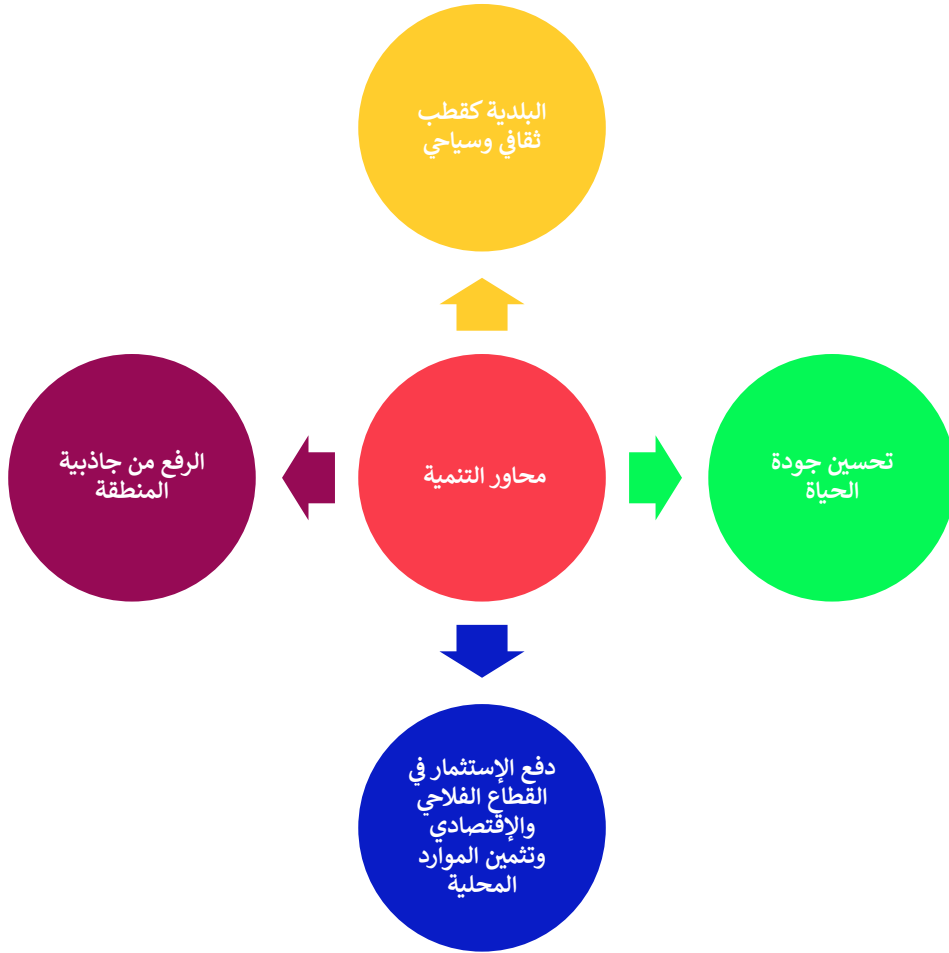 البلدية كقطب
ثقافي وسياحي
تحسين جودة
الحياة
محاور التنمية
الرفع من جاذبية
المنطقة
دفع الإستثمار في
القطاع الفلاحي
والإقتصادي
وتثمين الموارد
المحلية